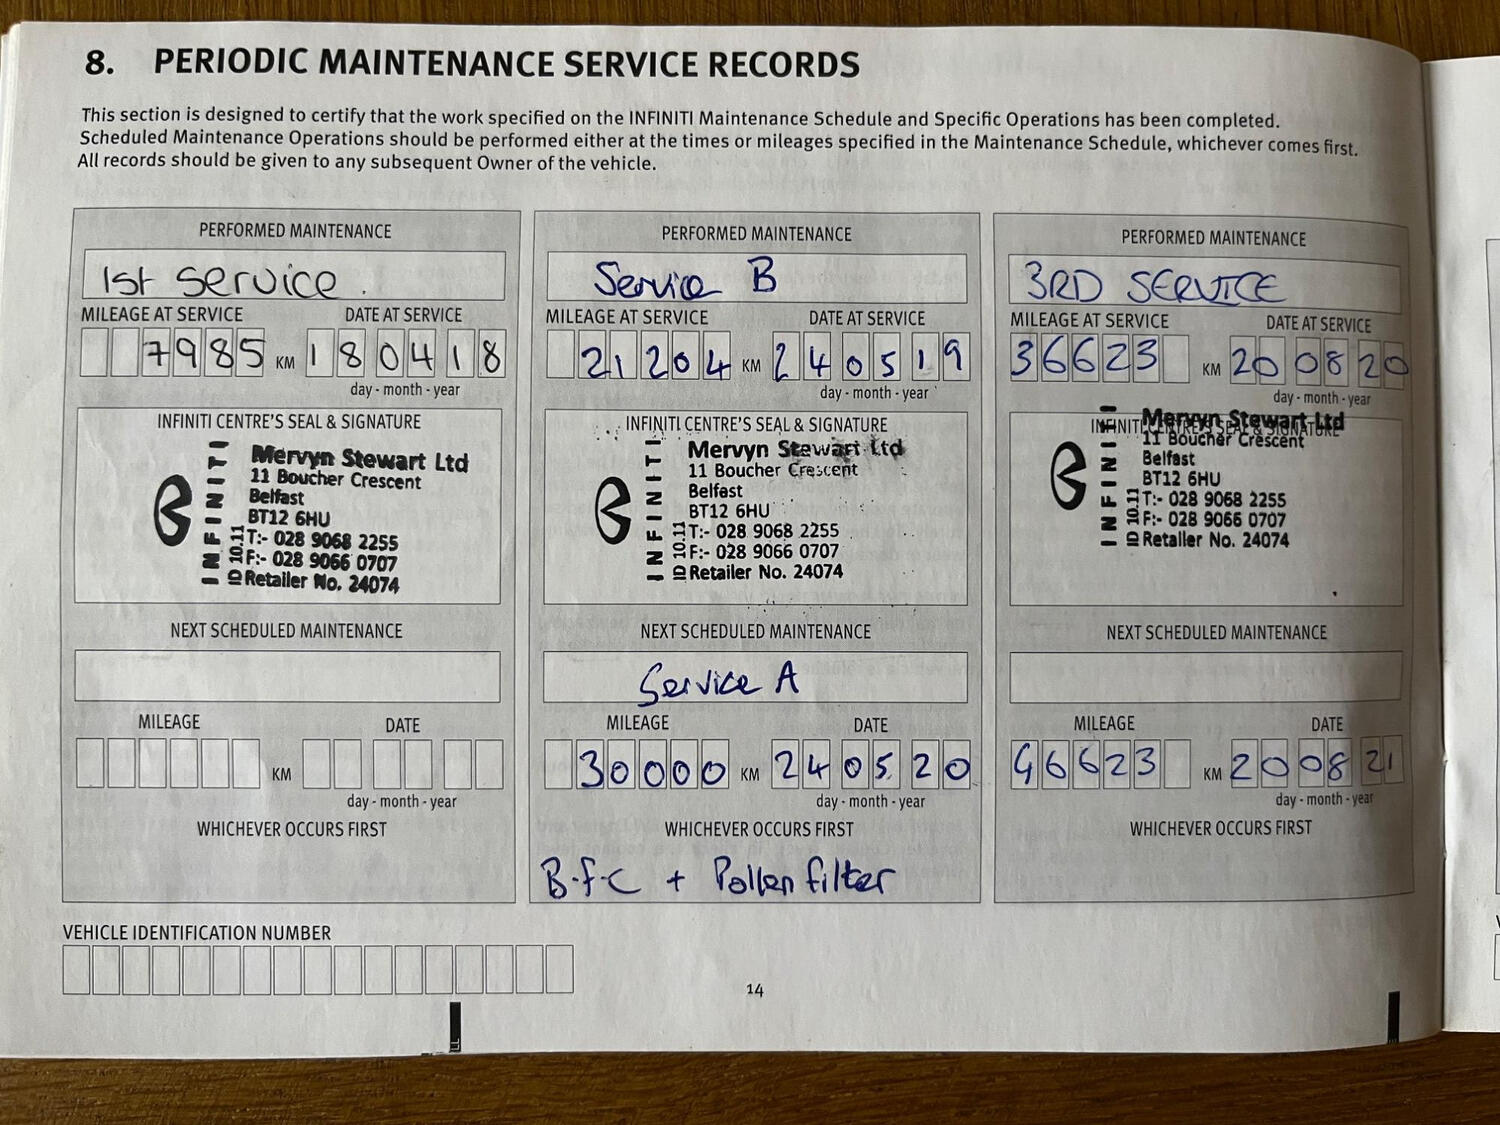 8. PERIODIC MAINTENANCE SERVICE RECORDS
This section is designed to certify that the work specified on the INFINITI Maintenance Schedule and Specific Operations has been completed.
Scheduled Maintenance Operations should be performed either at the times or mileages specified in the Maintenance Schedule, whichever comes first.
All records should be given to any subsequent Owner of the vehicle.
PERFORMED MAINTENANCE
1st Service.
MILEAGE AT SERVICE DATE AT SERVICE
7985 KM 180418
day - month - year
INFINITI CENTRE'S SEAL & SIGNATURE
INFINITI
ID 10.11
Mervyn Stewart Ltd
11 Boucher Crescent
Belfast
BT12 6HU
T:- 028 9068 2255
F:- 028 9066 0707
Retailer No. 24074
NEXT SCHEDULED MAINTENANCE
MILEAGE DATE
KM
day - month - year
WHICHEVER OCCURS FIRST
PERFORMED MAINTENANCE
Service B
MILEAGE AT SERVICE DATE AT SERVICE
21204 KM 240519
day - month - year
INFINITI CENTRE'S SEAL & SIGNATURE
INFINITI
ID 10.11
Mervyn Stewart Ltd
11 Boucher Crescent
Belfast
BT12 6HU
T:- 028 9068 2255
F:- 028 9066 0707
Retailer No. 24074
NEXT SCHEDULED MAINTENANCE
Service A
MILEAGE DATE
30000 KM 240520
day - month - year
WHICHEVER OCCURS FIRST
B.f.C + Pollen filter
PERFORMED MAINTENANCE
3RD SERVICE
MILEAGE AT SERVICE DATE AT SERVICE
36623 KM 200820
day - month - year
INFINITI CENTRE'S SEAL & SIGNATURE
INFINITI
ID 10.11
Mervyn Stewart Ltd
11 Boucher Crescent
Belfast
BT12 6HU
T:- 028 9068 2255
F:- 028 9066 0707
Retailer No. 24074
NEXT SCHEDULED MAINTENANCE
MILEAGE DATE
46623 KM 200821
day - month - year
WHICHEVER OCCURS FIRST
VEHICLE IDENTIFICATION NUMBER
14